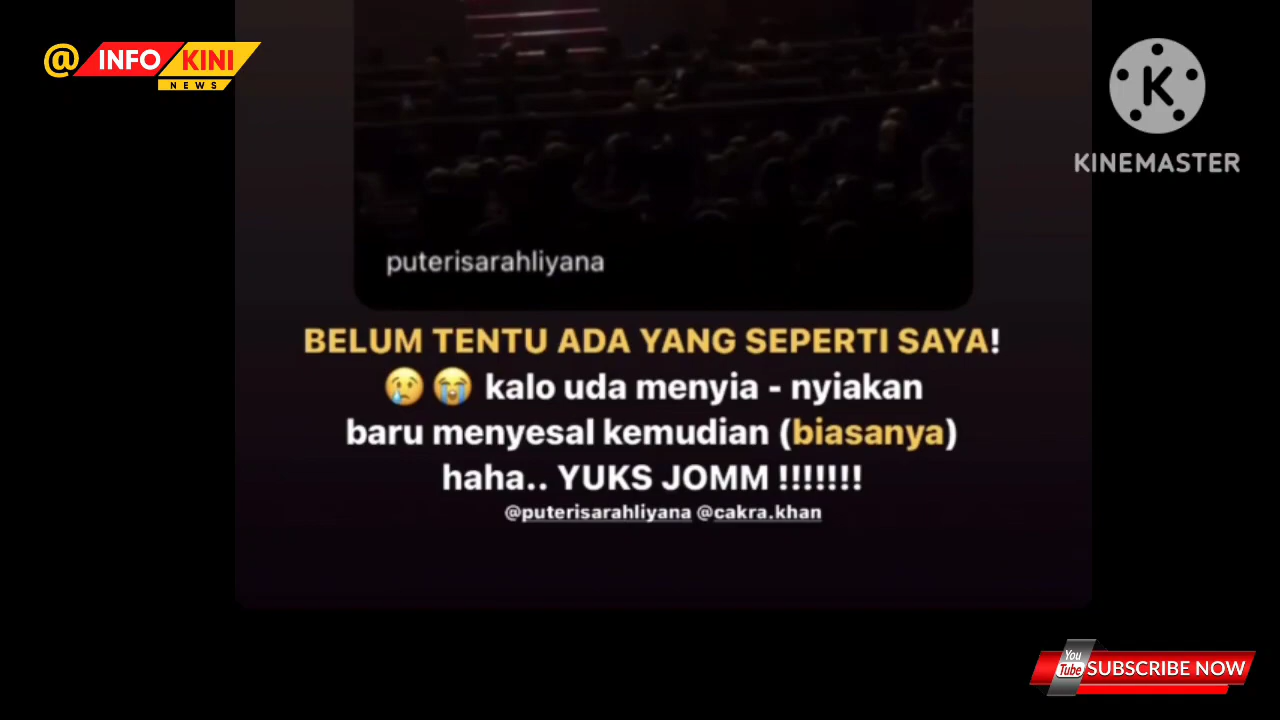 @ INFO KINI
NEWS
K
KINEMASTER
puterisarahliyana
BELUM TENTU ADA YANG SEPERTI SAYA!
😢 😭 kalo uda menyia - nyiakan
baru menyesal kemudian (biasanya)
haha.. YUKS JOMM !!!!!!!
@puterisarahliyana @cakra.khan
You
Tube
SUBSCRIBE NOW